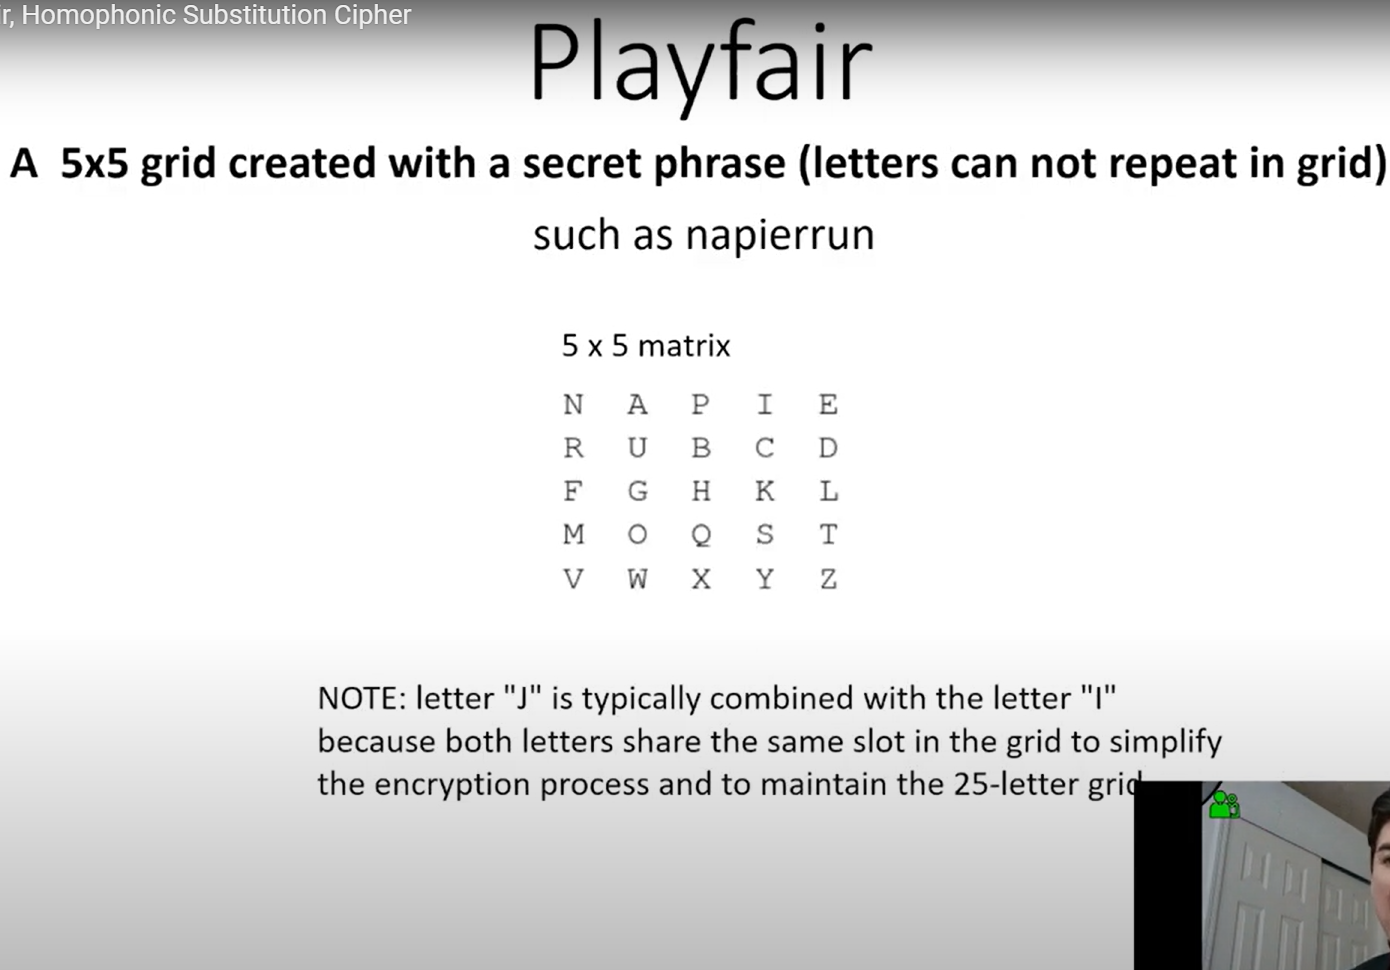 r, Homophonic Substitution Cipher
Playfair
A 5x5 grid created with a secret phrase (letters can not repeat in grid)
such as napierrun
5 x 5 matrix
N A P I E
R U B C D
F G H K L
M O Q S T
V W X Y Z
NOTE: letter "J" is typically combined with the letter "I"
because both letters share the same slot in the grid to simplify
the encryption process and to maintain the 25-letter grid